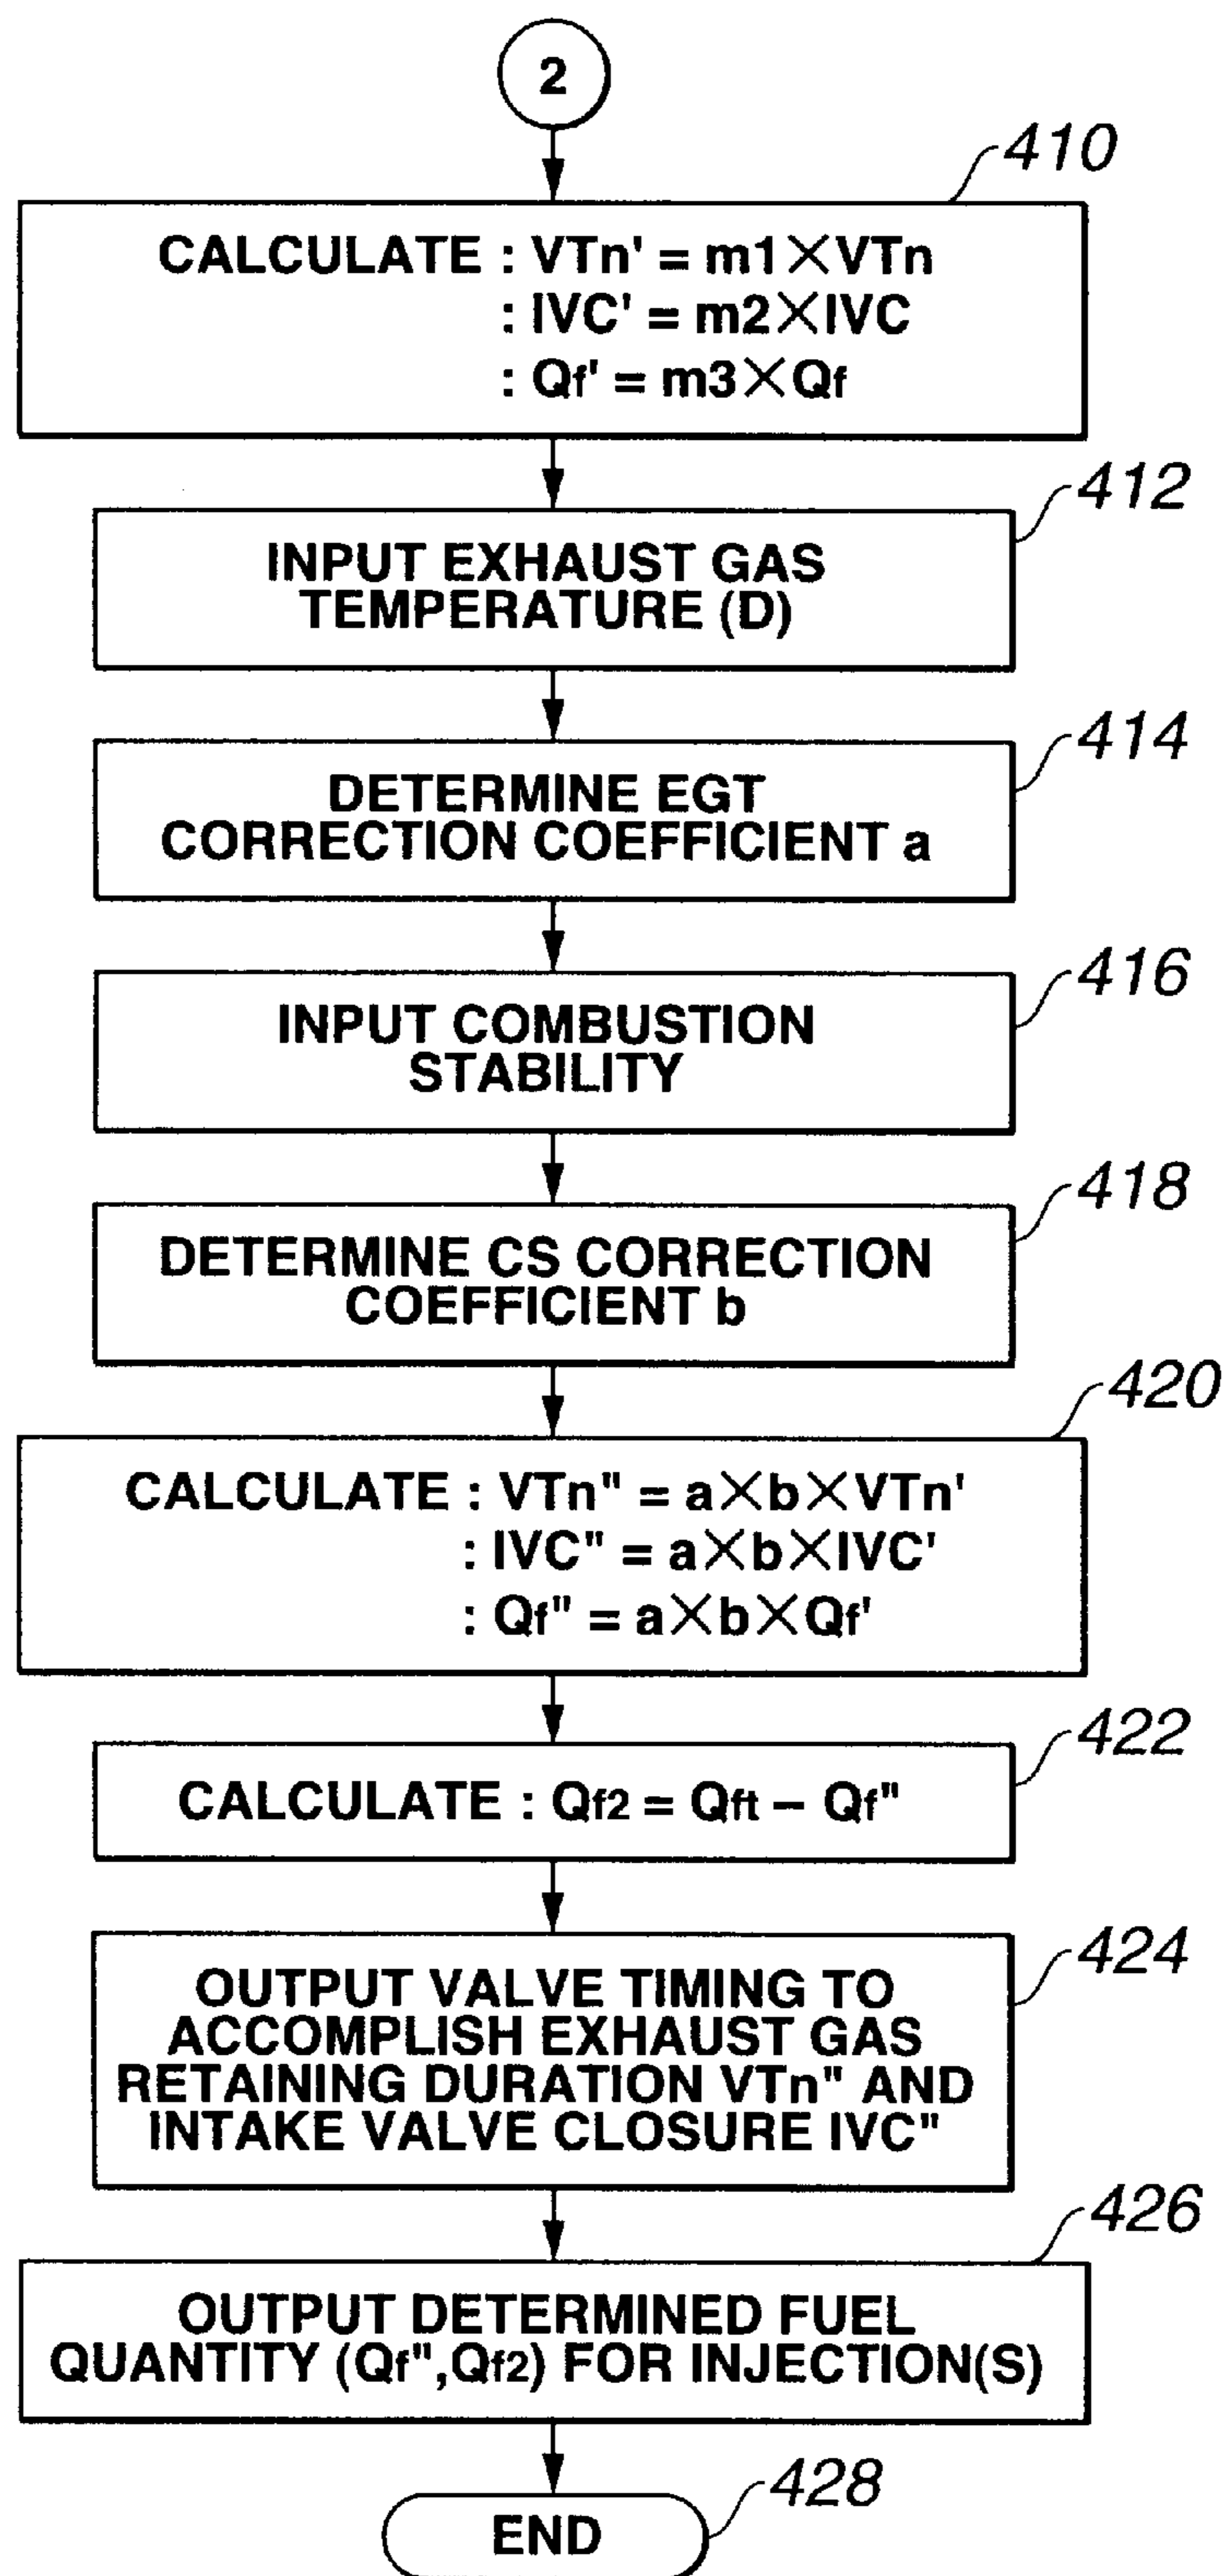 2
410
CALCULATE : VTn' = m1×VTn
: IVC' = m2×IVC
: Qf' = m3×Qf
412
INPUT EXHAUST GAS
TEMPERATURE (D)
414
DETERMINE EGT
CORRECTION COEFFICIENT a
416
INPUT COMBUSTION
STABILITY
418
DETERMINE CS CORRECTION
COEFFICIENT b
420
CALCULATE : VTn" = a×b×VTn'
: IVC" = a×b×IVC'
: Qf" = a×b×Qf'
422
CALCULATE : Qf2 = Qft – Qf"
424
OUTPUT VALVE TIMING TO
ACCOMPLISH EXHAUST GAS
RETAINING DURATION VTn" AND
INTAKE VALVE CLOSURE IVC"
426
OUTPUT DETERMINED FUEL
QUANTITY (Qf",Qf2) FOR INJECTION(S)
428
END